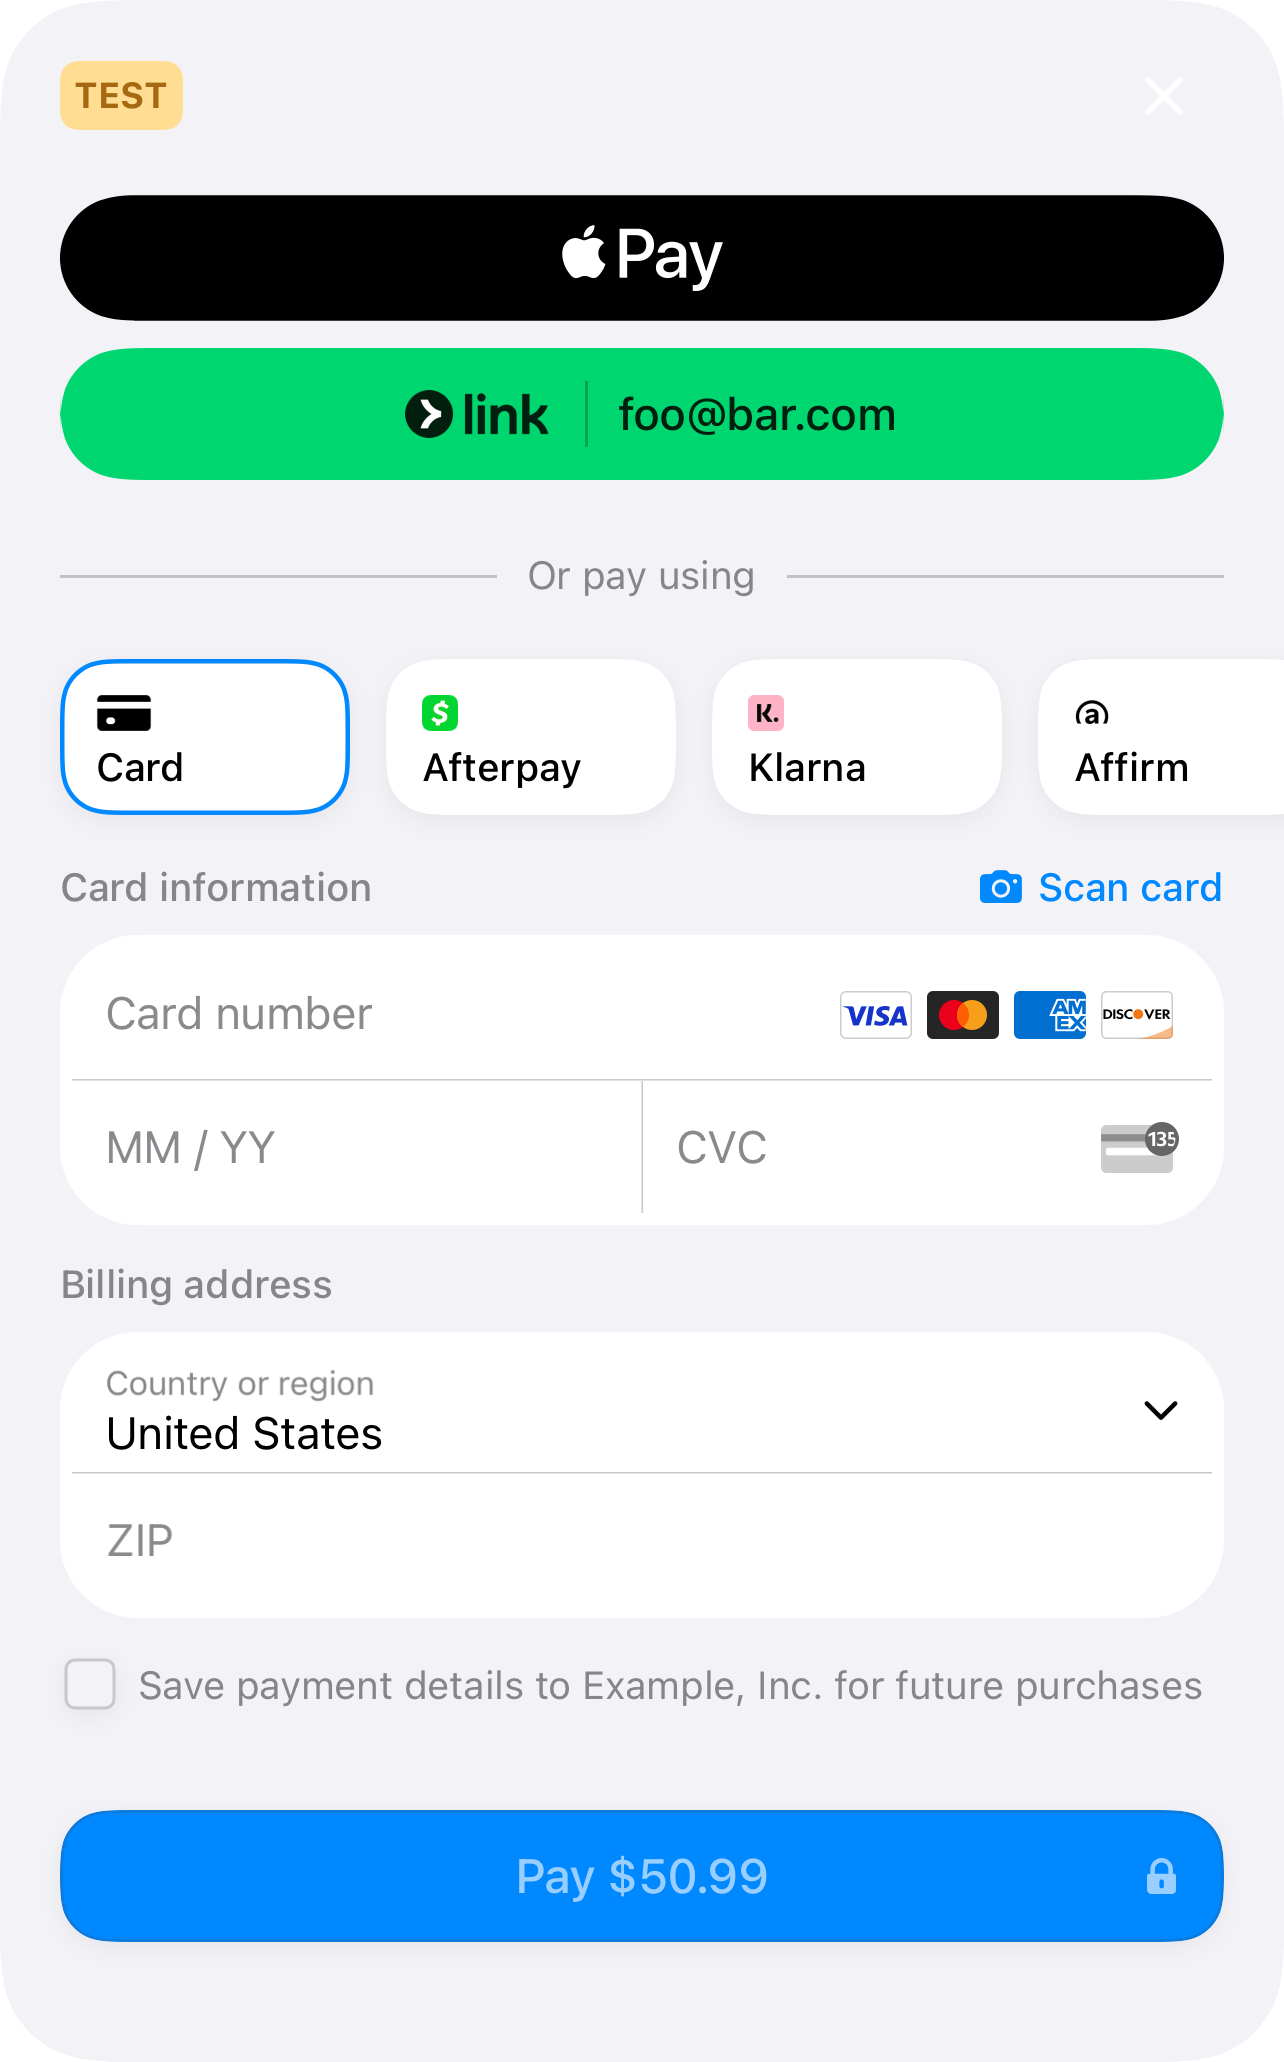 TEST
Pay
link foo@bar.com
Or pay using
Card Afterpay Klarna Affirm
Card information Scan card
Card number VISA AM EX DISCOVER
MM / YY CVC 135
Billing address
Country or region
United States
ZIP
Save payment details to Example, Inc. for future purchases
Pay $50.99